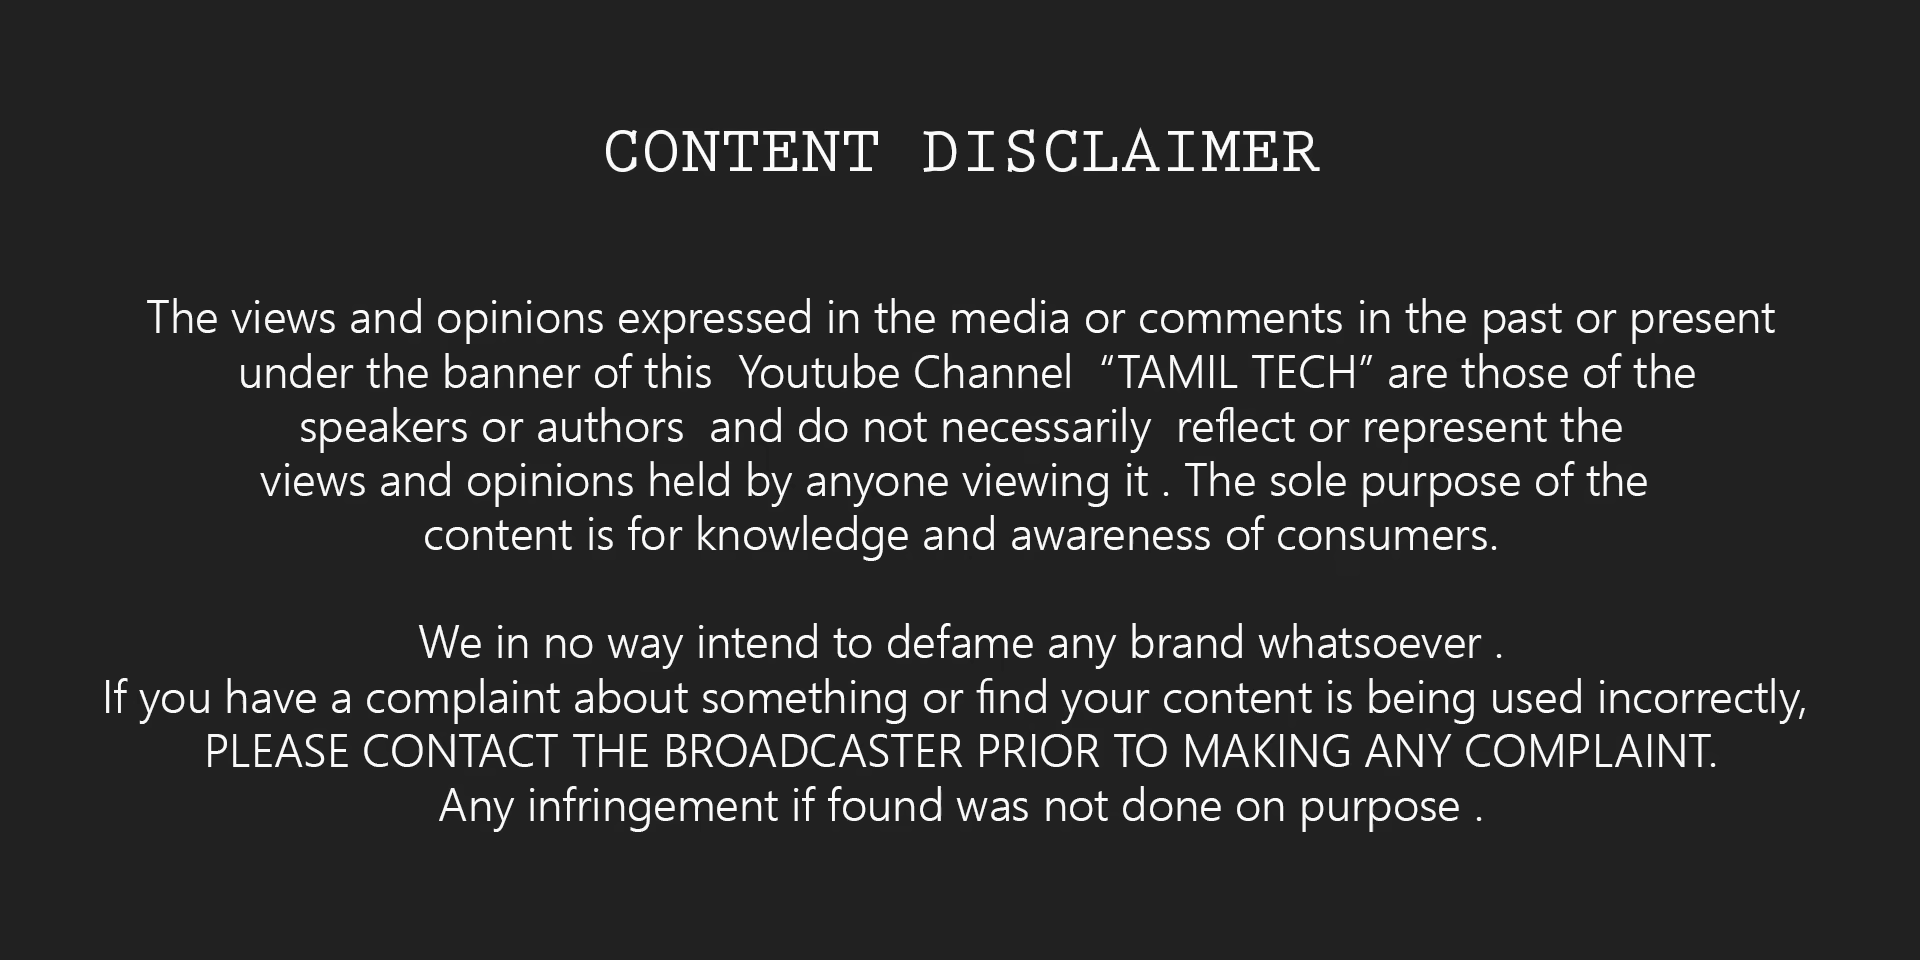 CONTENT DISCLAIMER
The views and opinions expressed in the media or comments in the past or present
under the banner of this  Youtube Channel  “TAMIL TECH” are those of the
speakers or authors  and do not necessarily  reflect or represent the
views and opinions held by anyone viewing it . The sole purpose of the
content is for knowledge and awareness of consumers.
We in no way intend to defame any brand whatsoever .
If you have a complaint about something or find your content is being used incorrectly,
PLEASE CONTACT THE BROADCASTER PRIOR TO MAKING ANY COMPLAINT.
Any infringement if found was not done on purpose .